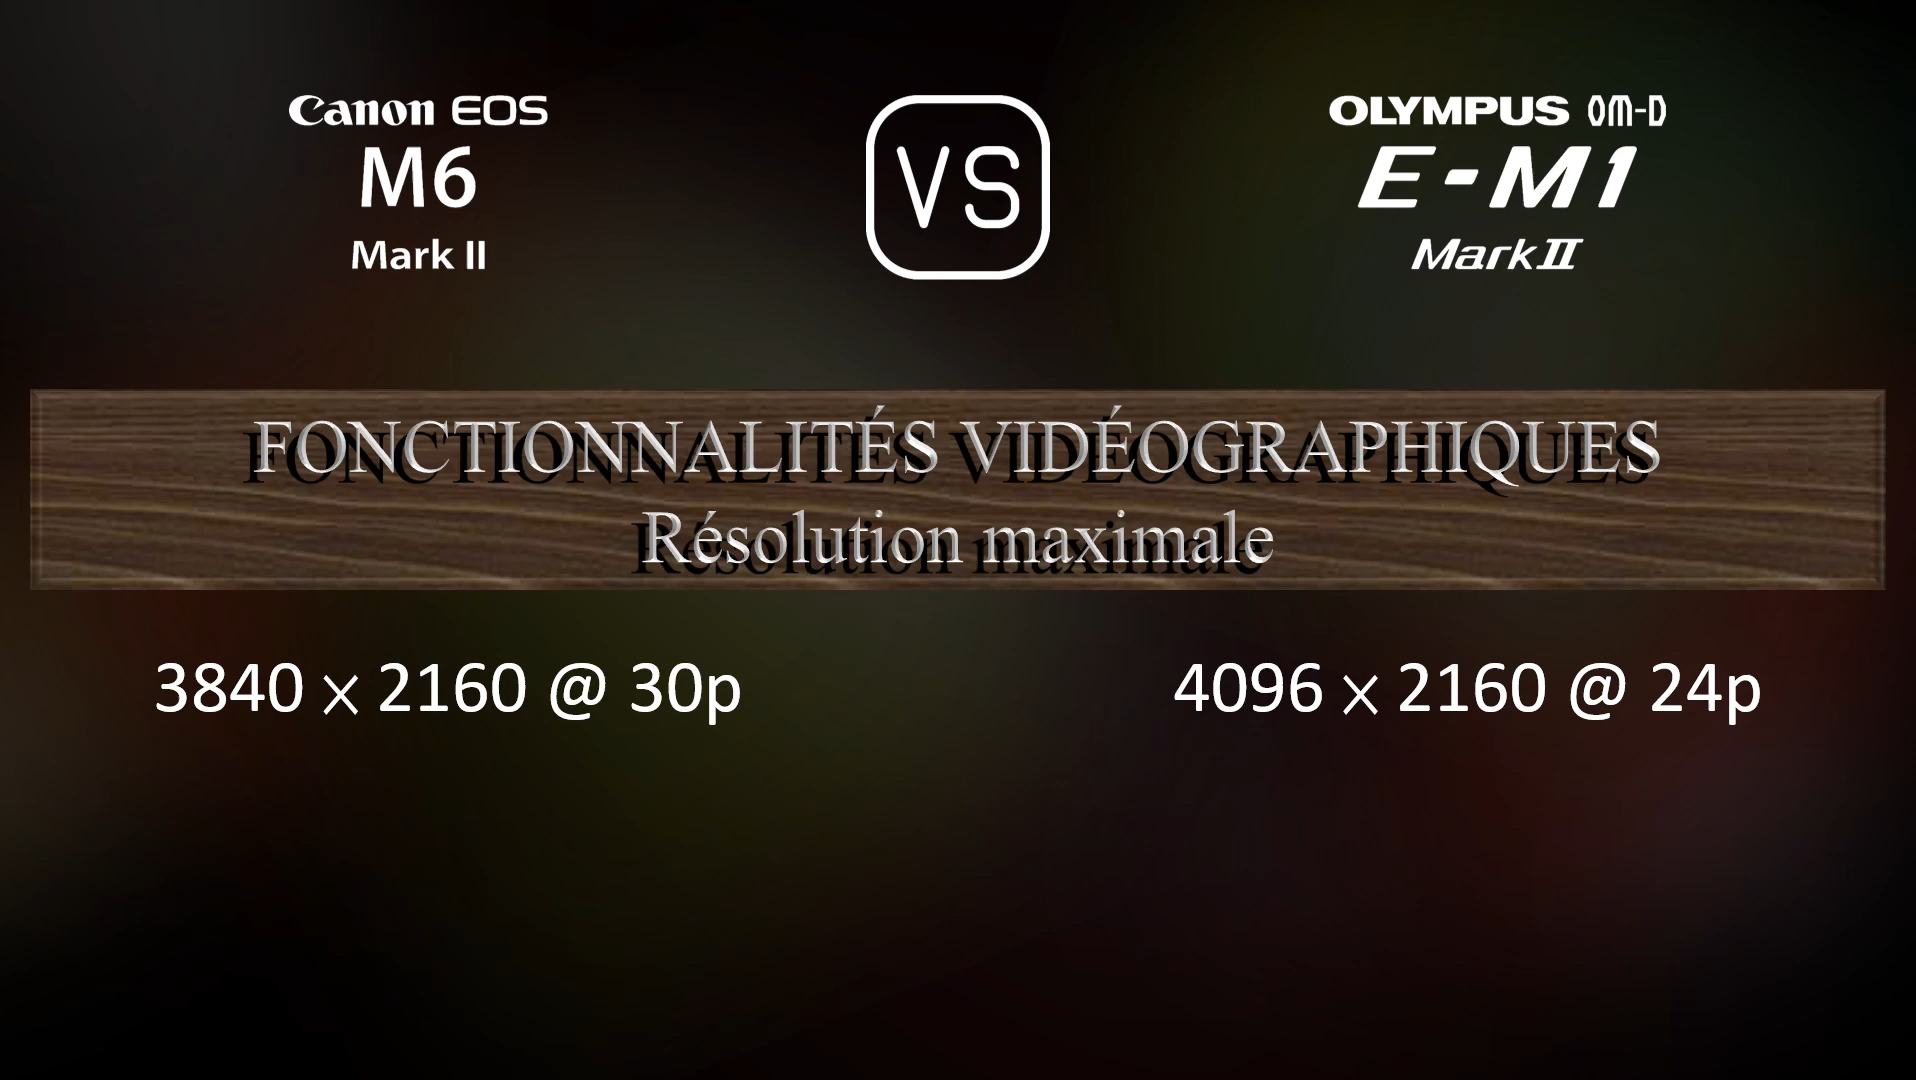 Canon EOS
M6
Mark II
VS
OLYMPUS OM-D
E-M1
Mark II
FONCTIONNALITÉS VIDÉOGRAPHIQUES
Résolution maximale
3840 x 2160 @ 30p
4096 x 2160 @ 24p